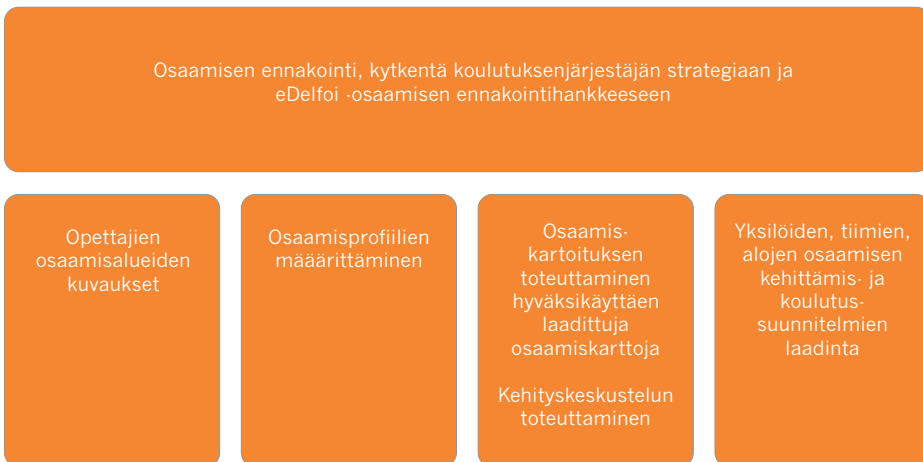 Osaamisen ennakointi, kytkentä koulutuksenjärjestäjän strategiaan ja
eDelfoi -osaamisen ennakointihankkeeseen
Opettajien
osaamisalueiden
kuvaukset
Osaamisprofiilien
määärittäminen
Osaamis-
kartoituksen
toteuttaminen
hyväksikäyttäen
laadittuja
osaamiskarttoja
Kehityskeskustelun
toteuttaminen
Yksilöiden, tiimien,
alojen osaamisen
kehittämis- ja
koulutus-
suunnitelmien
laadinta